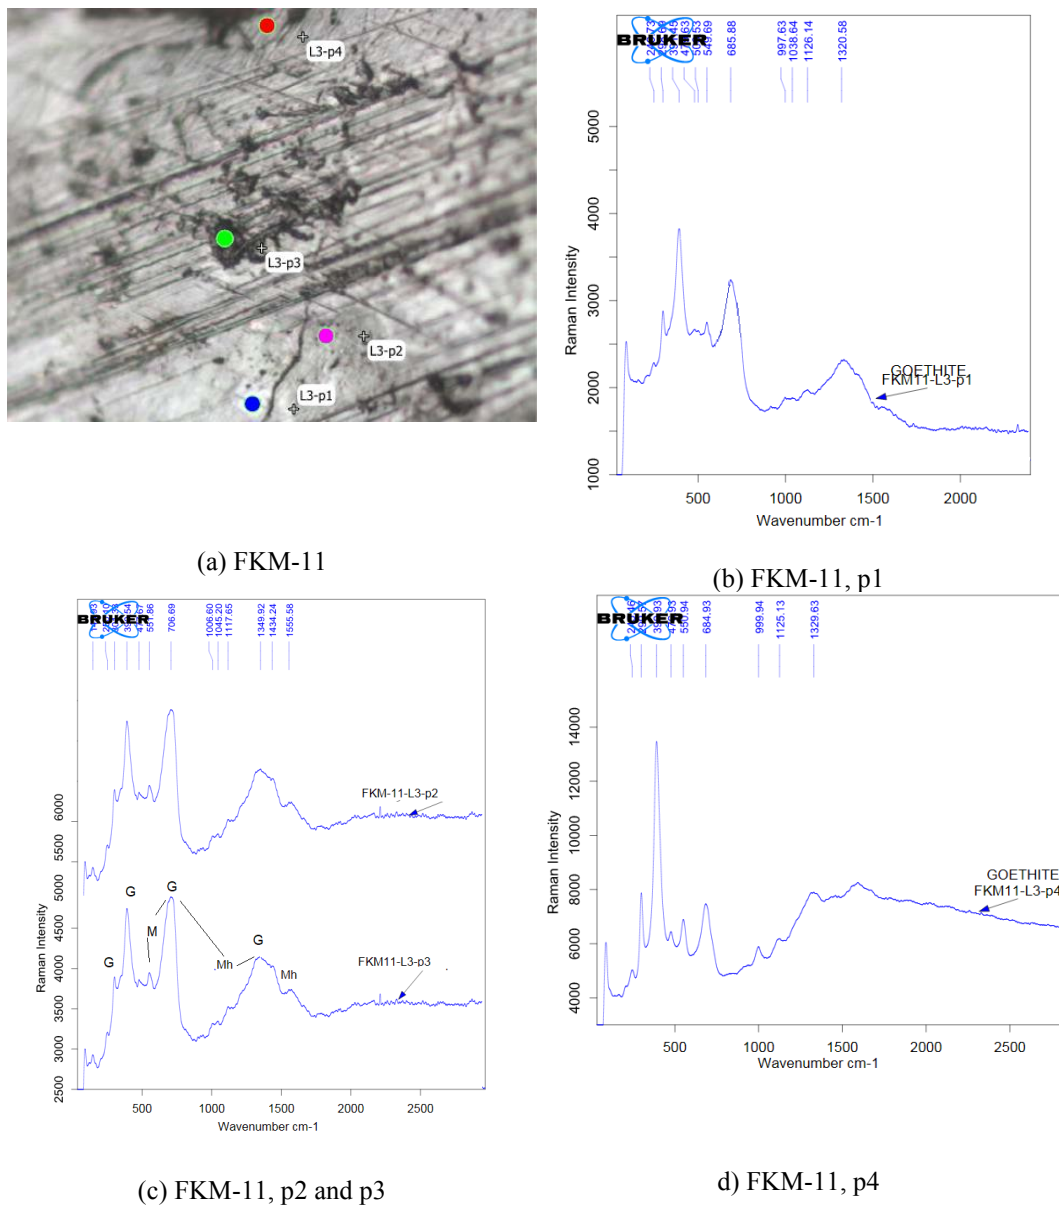 L3-p4
L3-p3
L3-p2
L3-p1
(a) FKM-11
BRUKER
549.69
685.88
997.63
1038.64
1126.14
1320.58
Raman Intensity
5000
4000
3000
2000
1000
GOETHITE
FKM11-L3-p1
500 1000 1500 2000
Wavenumber cm-1
(b) FKM-11, p1
BRUKER
551.86
706.69
1006.60
1045.20
1117.65
1349.92
1434.24
1555.58
Raman Intensity
6000
5500
5000
4500
4000
3500
3000
2500
FKM-11-L3-p2
G
G
M
G
Mh
G
Mh
FKM11-L3-p3
500 1000 1500 2000 2500
Wavenumber cm-1
(c) FKM-11, p2 and p3
BRUKER
550.94
684.93
999.94
1125.13
1329.63
Raman Intensity
14000
12000
10000
8000
6000
4000
GOETHITE
FKM11-L3-p4
500 1000 1500 2000 2500
Wavenumber cm-1
d) FKM-11, p4